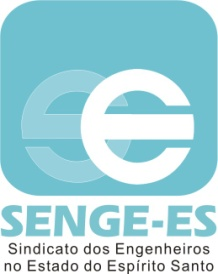 SENGE-ES
Sindicato dos Engenheiros
no Estado do Espírito Santo